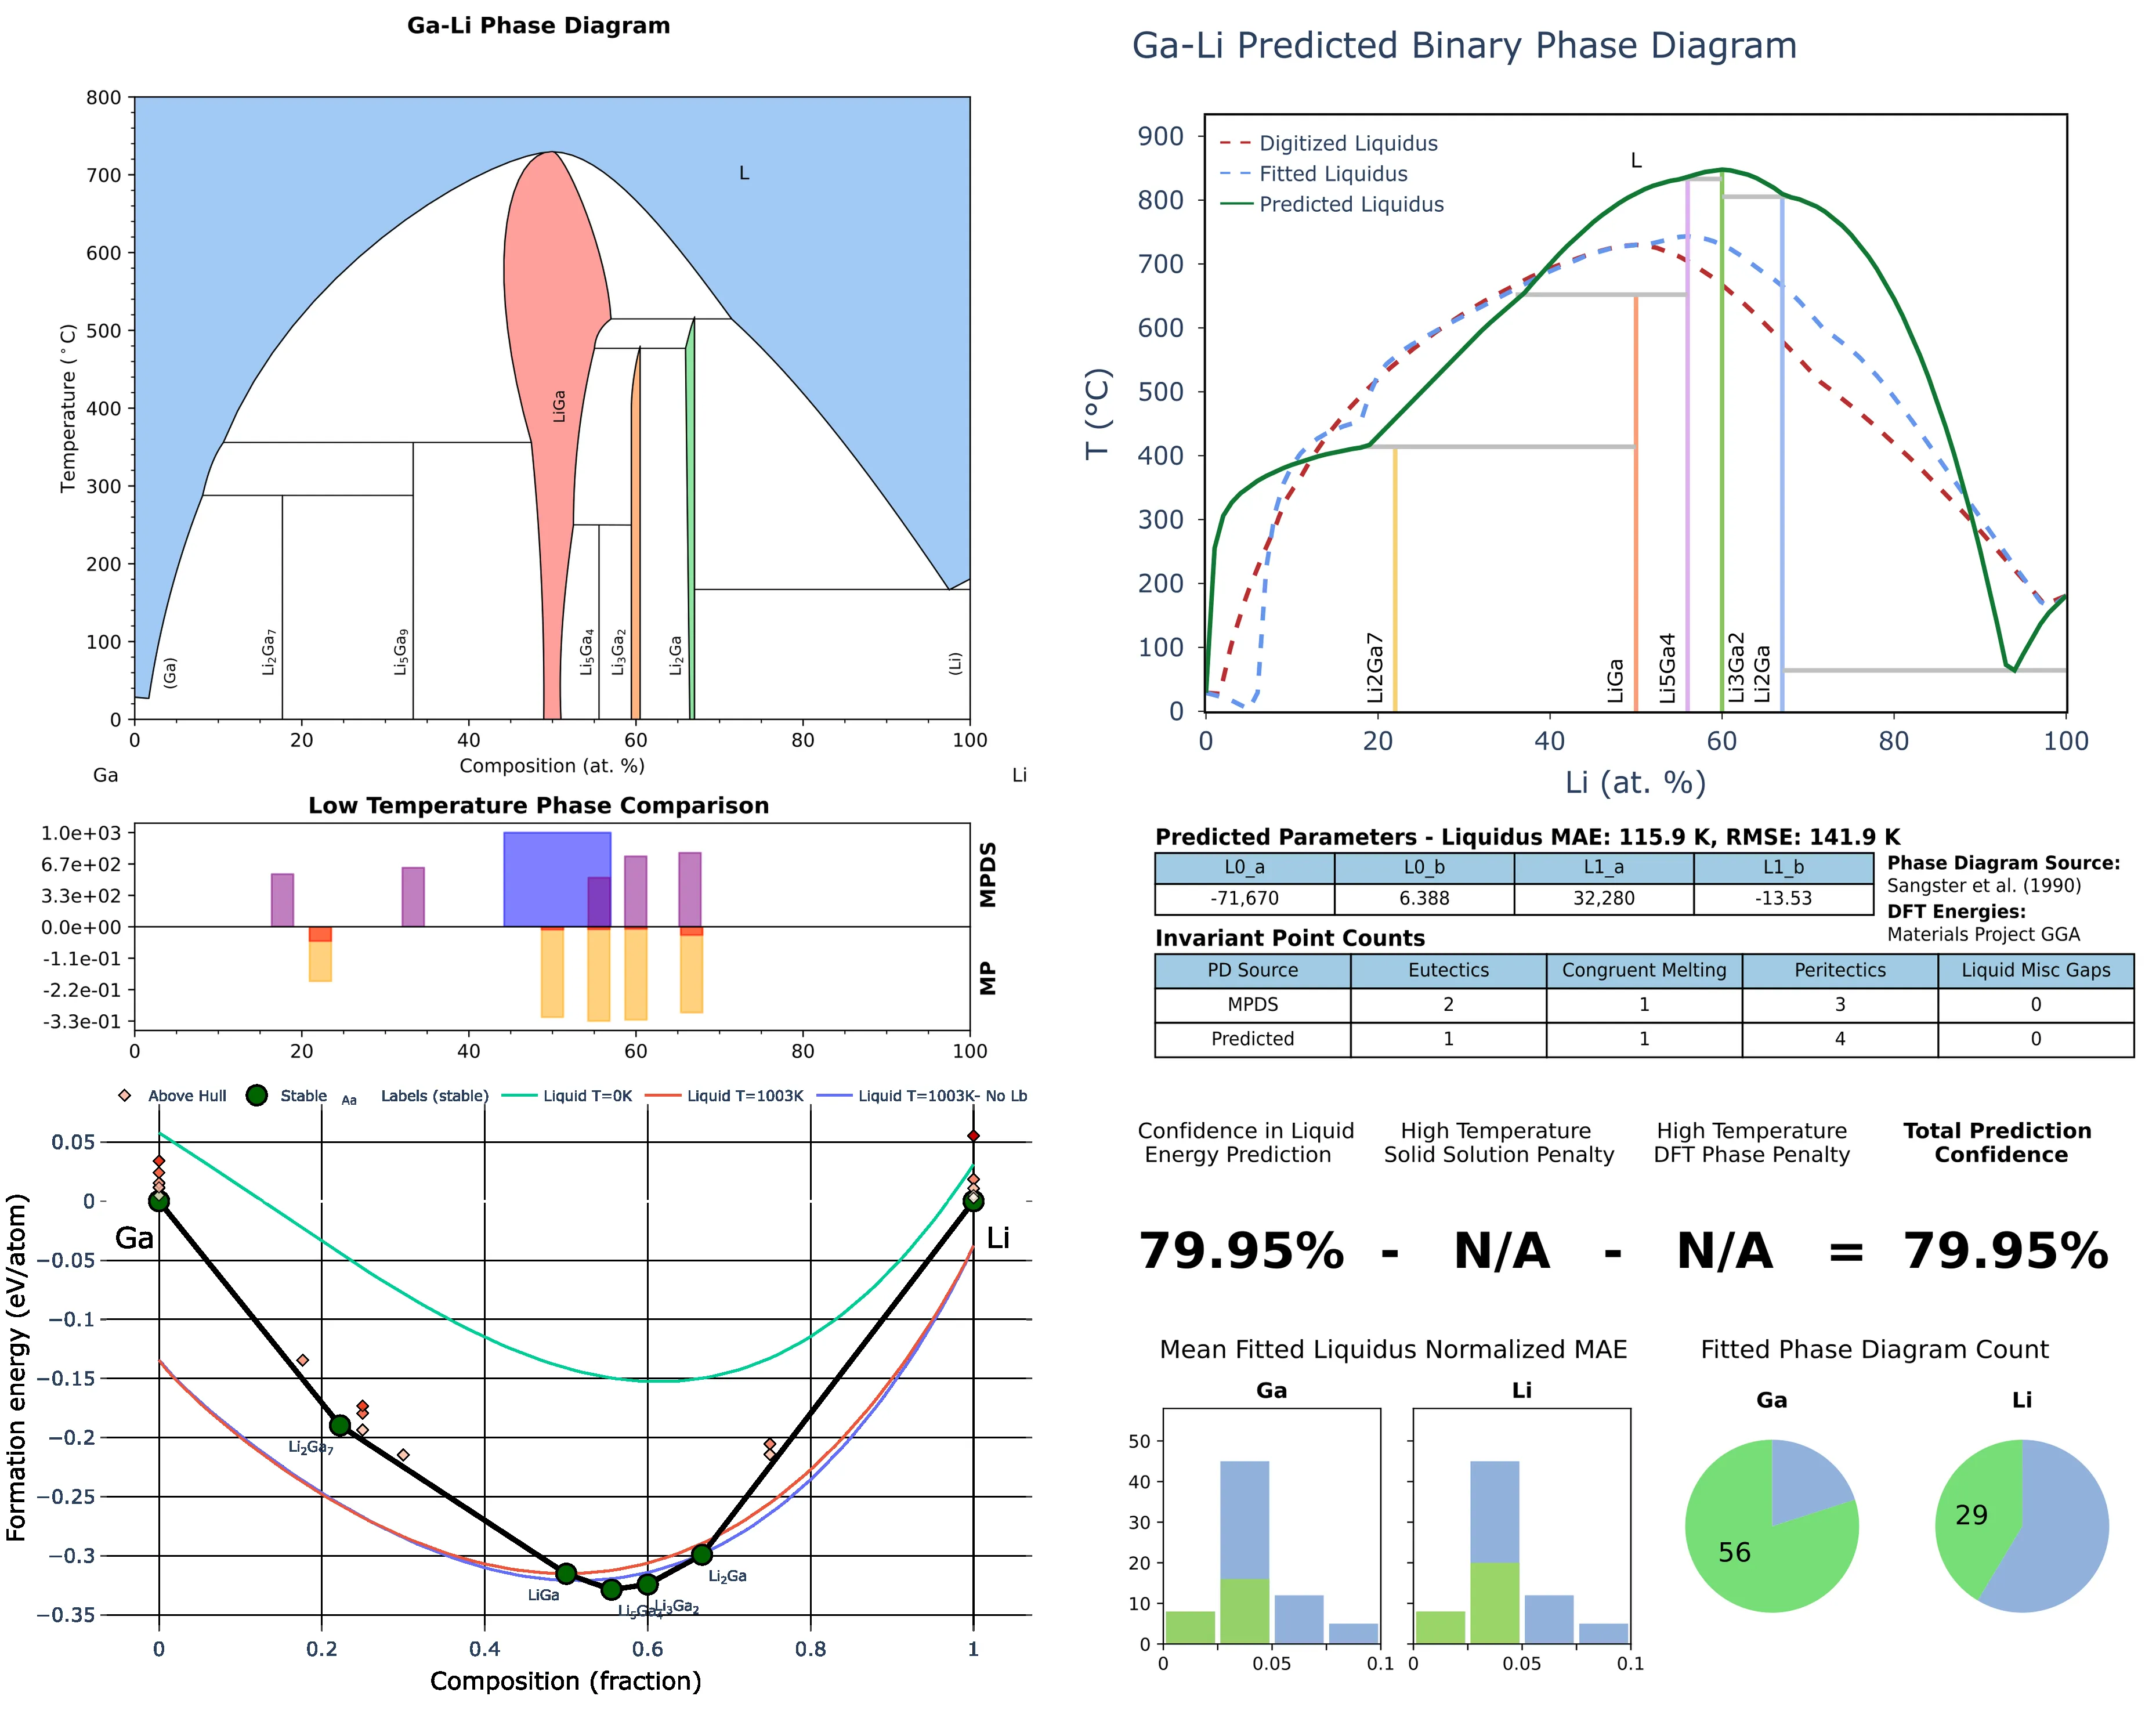 Ga-Li Phase Diagram
800
700
600
500
400
300
200
100
0
Temperature (°C)
L
LiGa
(Ga)
Li₂Ga₇
Li₅Ga₉
Li₅Ga₄
Li₃Ga₂
Li₂Ga
(Li)
0 20 40 60 80 100
Composition (at. %)
Ga Li
Low Temperature Phase Comparison
1.0e+03
6.7e+02
3.3e+02
0.0e+00
-1.1e-01
-2.2e-01
-3.3e-01
MPDS
MP
0 20 40 60 80 100
Above Hull Stable Aa Labels (stable) Liquid T=0K Liquid T=1003K Liquid T=1003K- No Lb
0.05
0
−0.05
−0.1
−0.15
−0.2
−0.25
−0.3
−0.35
Formation energy (eV/atom)
Ga
Li
Li₂Ga₇
LiGa
Li₅Ga₄
Li₃Ga₂
Li₂Ga
0 0.2 0.4 0.6 0.8 1
Composition (fraction)
Ga-Li Predicted Binary Phase Diagram
Digitized Liquidus
Fitted Liquidus
Predicted Liquidus
L
900
800
700
600
500
400
300
200
100
0
T (°C)
Li2Ga7
LiGa
Li5Ga4
Li3Ga2
Li2Ga
0 20 40 60 80 100
Li (at. %)
Predicted Parameters - Liquidus MAE: 115.9 K, RMSE: 141.9 K
L0_a L0_b L1_a L1_b
-71,670 6.388 32,280 -13.53
Phase Diagram Source:
Sangster et al. (1990)
DFT Energies:
Materials Project GGA
Invariant Point Counts
PD Source Eutectics Congruent Melting Peritectics Liquid Misc Gaps
MPDS 2 1 3 0
Predicted 1 1 4 0
Confidence in Liquid
Energy Prediction
High Temperature
Solid Solution Penalty
High Temperature
DFT Phase Penalty
Total Prediction
Confidence
79.95% - N/A - N/A = 79.95%
Mean Fitted Liquidus Normalized MAE
Ga
Li
50
40
30
20
10
0
0 0.05 0.1
0 0.05 0.1
Fitted Phase Diagram Count
Ga
Li
56
29